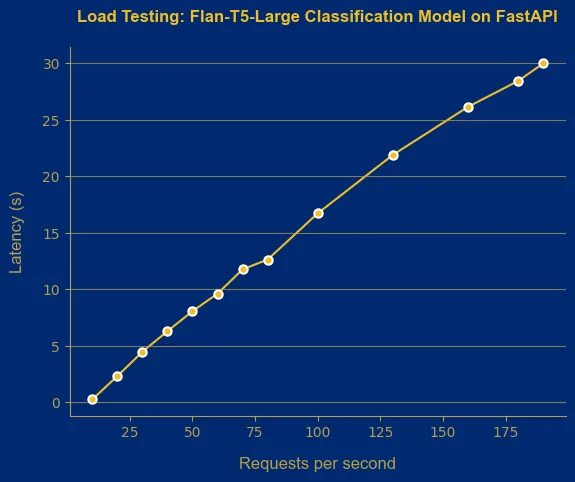 Load Testing: Flan-T5-Large Classification Model on FastAPI
30
25
20
15
10
5
0
Latency (s)
25 50 75 100 125 150 175
Requests per second